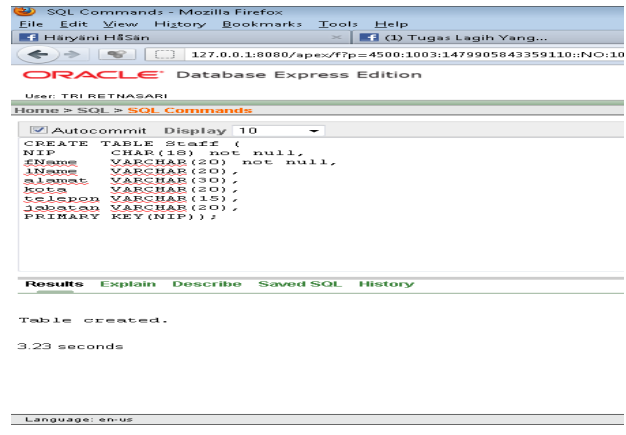 SQL Commands - Mozilla Firefox
File Edit View History Bookmarks Tools Help
Häryäni HåSän
(1) Tugas Lagih Yang...
127.0.0.1:8080/apex/f?p=4500:1003:1479905843359110::NO:10
ORACLE Database Express Edition
User: TRI RETNASARI
Home > SQL > SQL Commands
Autocommit Display 10
CREATE TABLE Staff (
NIP CHAR(18) not null,
fName VARCHAR(20) not null,
lName VARCHAR(20),
alamat VARCHAR(30),
kota VARCHAR(20),
telepon VARCHAR(15),
jabatan VARCHAR(20),
PRIMARY KEY(NIP));
Results Explain Describe Saved SQL History
Table created.
3.23 seconds
Language: en-us